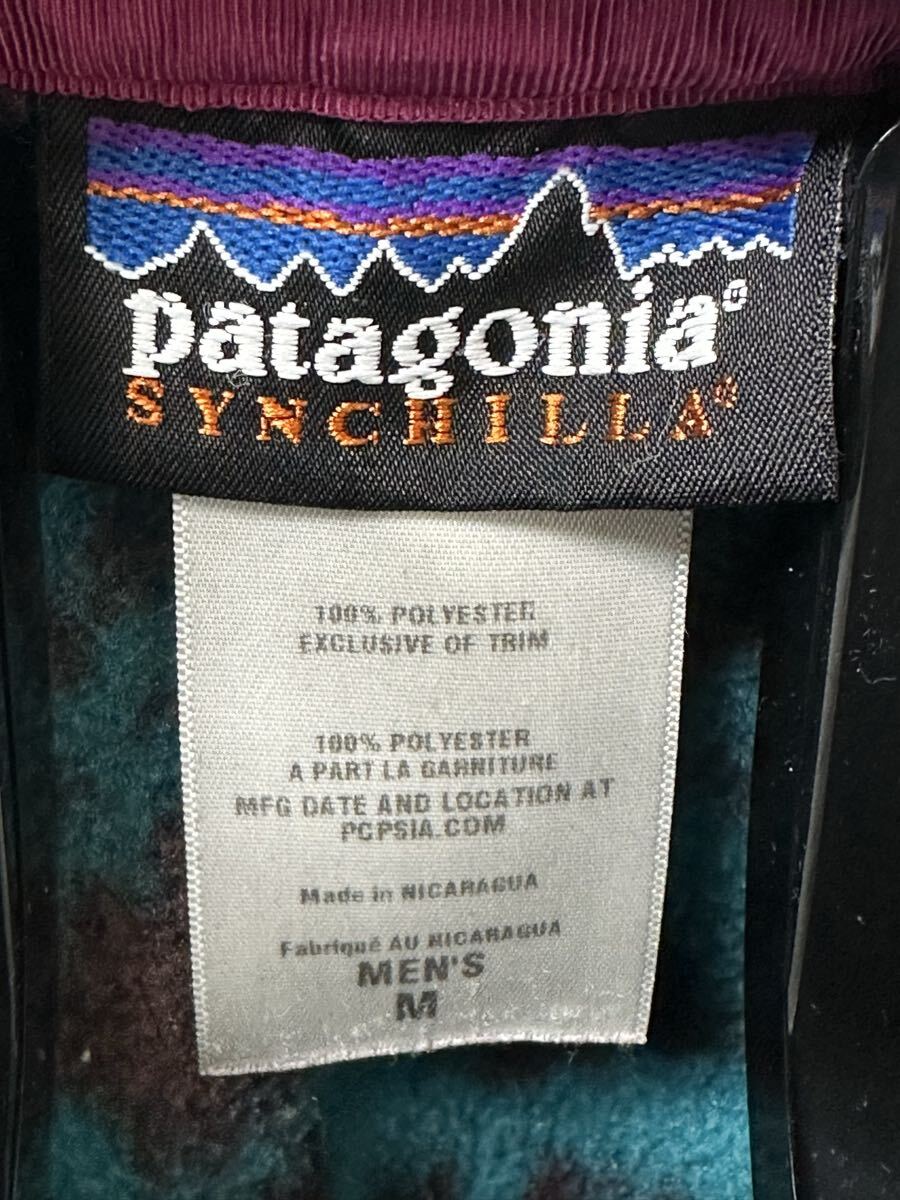 patagonia®
SYNCHILLA®
100% POLYESTER
EXCLUSIVE OF TRIM
100% POLYESTER
A PART LA GARNITURE
MFG DATE AND LOCATION AT
PCPSIA.COM
Made in NICARAGUA
Fabriqué AU NICARAGUA
MEN'S
M